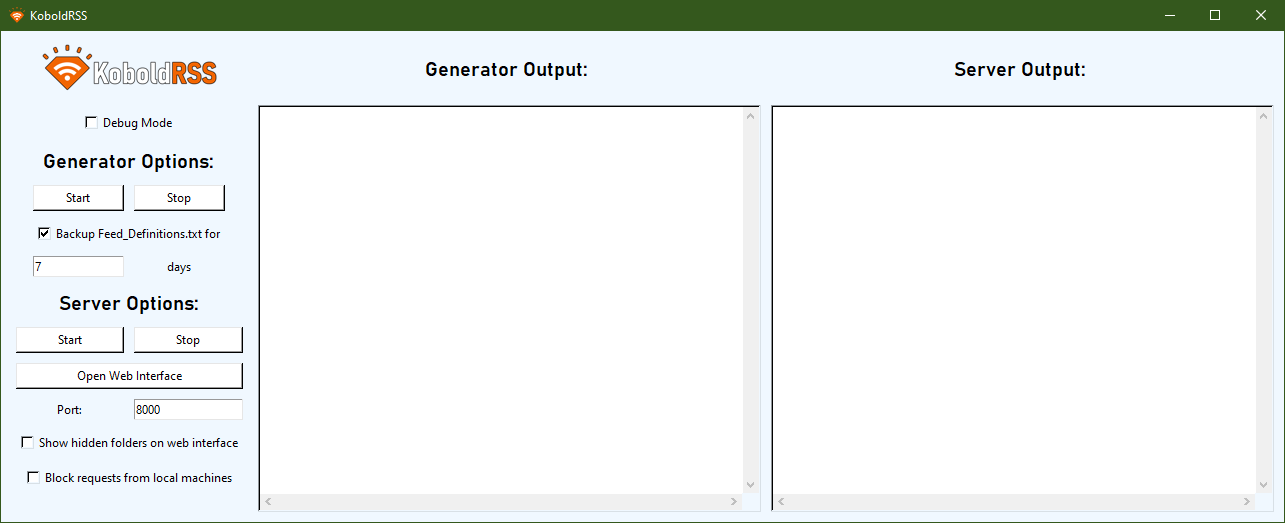 KoboldRSS
KoboldRSS
Debug Mode
Generator Options:
Start Stop
Backup Feed_Definitions.txt for
7 days
Server Options:
Start Stop
Open Web Interface
Port: 8000
Show hidden folders on web interface
Block requests from local machines
Generator Output:
Server Output: